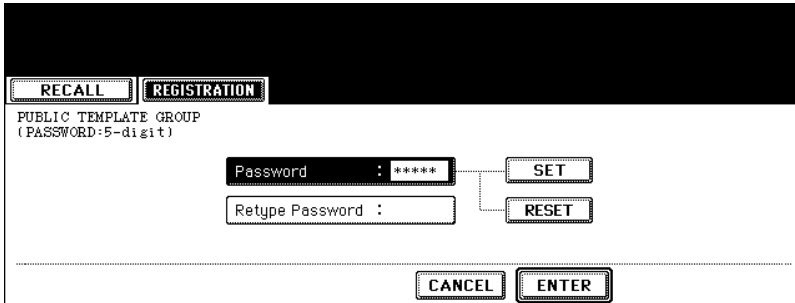 RECALL REGISTRATION
PUBLIC TEMPLATE GROUP
(PASSWORD:5-digit)
Password : ***** SET
Retype Password : RESET
CANCEL ENTER